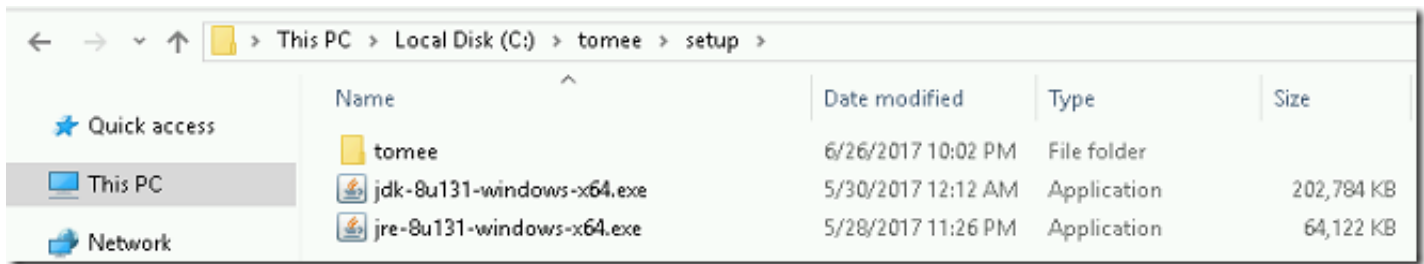 This PC > Local Disk (C:) > tomee > setup >
Name Date modified Type Size
Quick access
tomee 6/26/2017 10:02 PM File folder
This PC
jdk-8u131-windows-x64.exe 5/30/2017 12:12 AM Application 202,784 KB
jre-8u131-windows-x64.exe 5/28/2017 11:26 PM Application 64,122 KB
Network